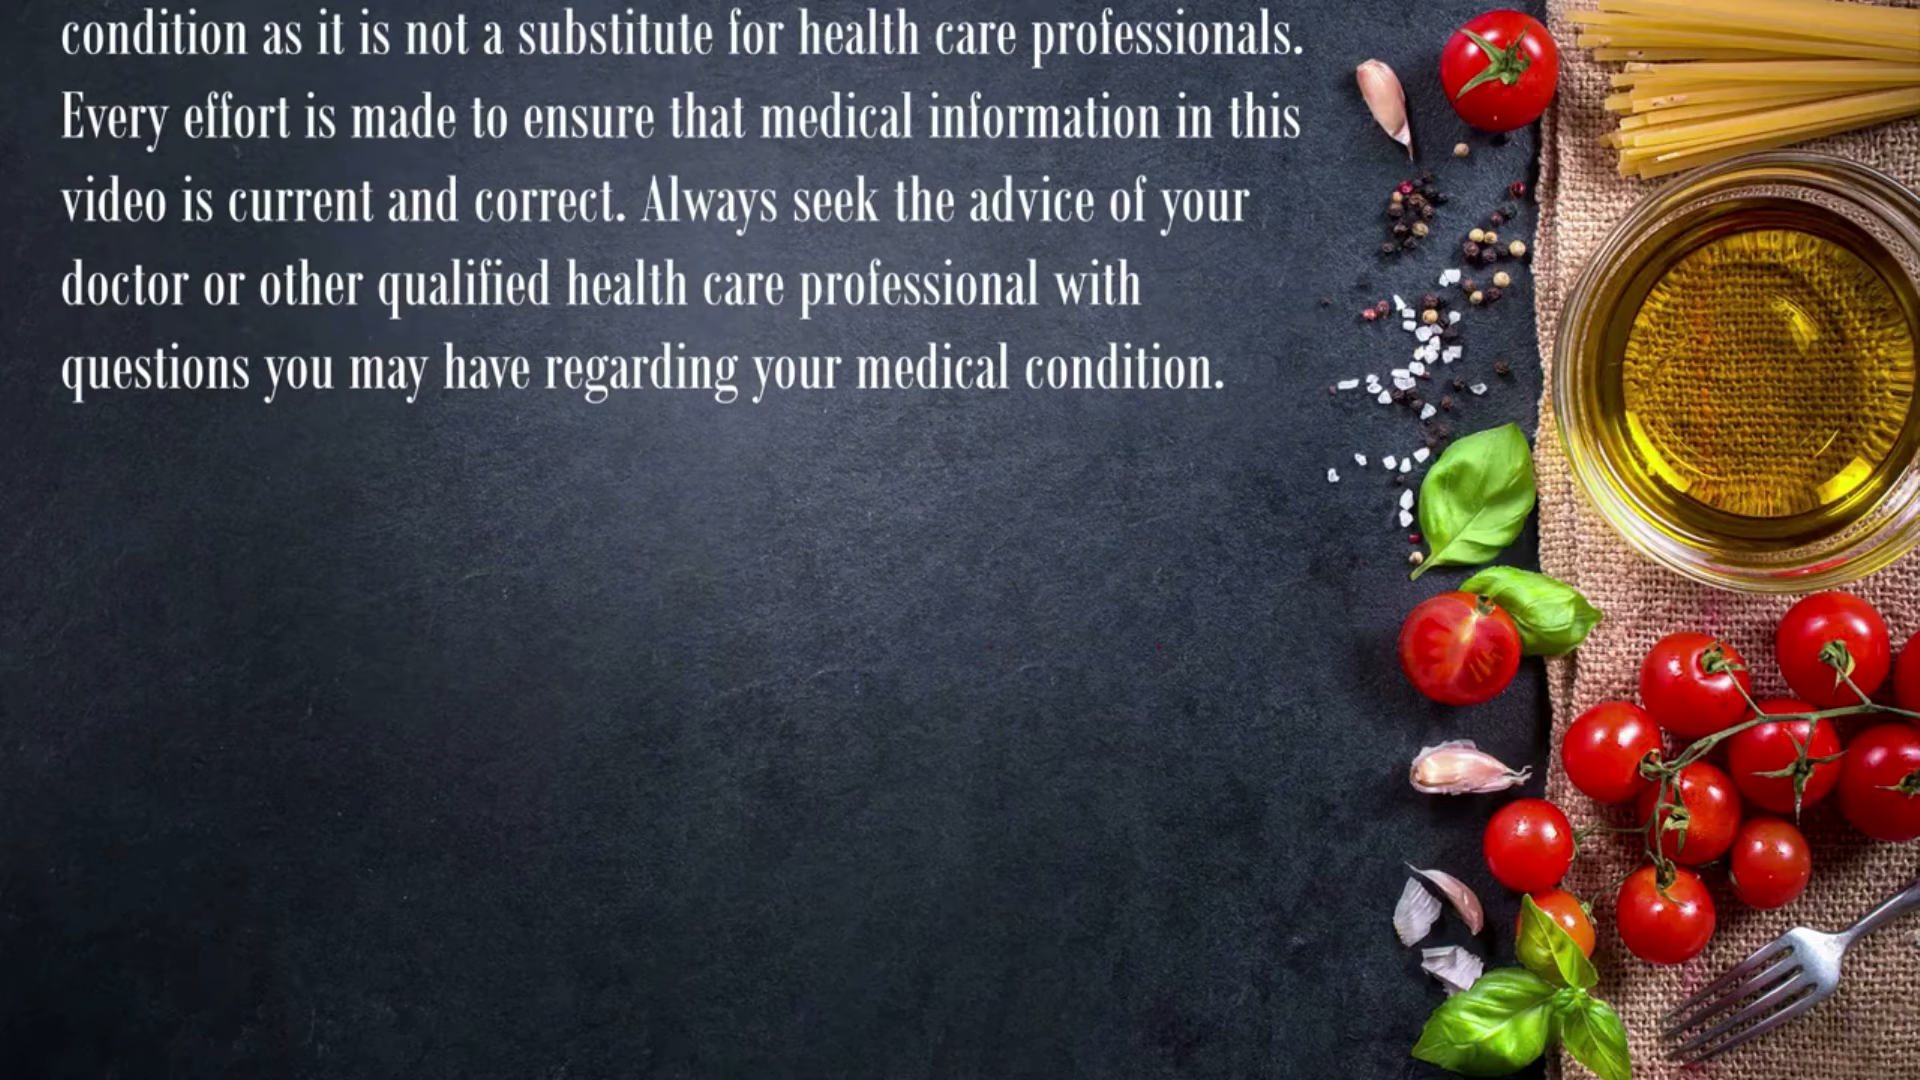 condition as it is not a substitute for health care professionals.
Every effort is made to ensure that medical information in this
video is current and correct. Always seek the advice of your
doctor or other qualified health care professional with
questions you may have regarding your medical condition.